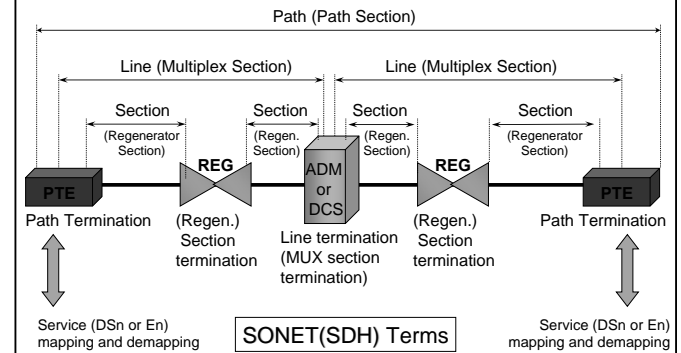 Path (Path Section)
Line (Multiplex Section)
Line (Multiplex Section)
Section
(Regenerator
Section)
Section
(Regen.
Section)
Section
(Regen.
Section)
Section
(Regenerator
Section)
REG
REG
ADM
or
DCS
PTE
PTE
Path Termination
(Regen.)
Section
termination
Line termination
(MUX section
termination)
(Regen.)
Section
termination
Path Termination
Service (DSn or En)
mapping and demapping
SONET(SDH) Terms
Service (DSn or En)
mapping and demapping